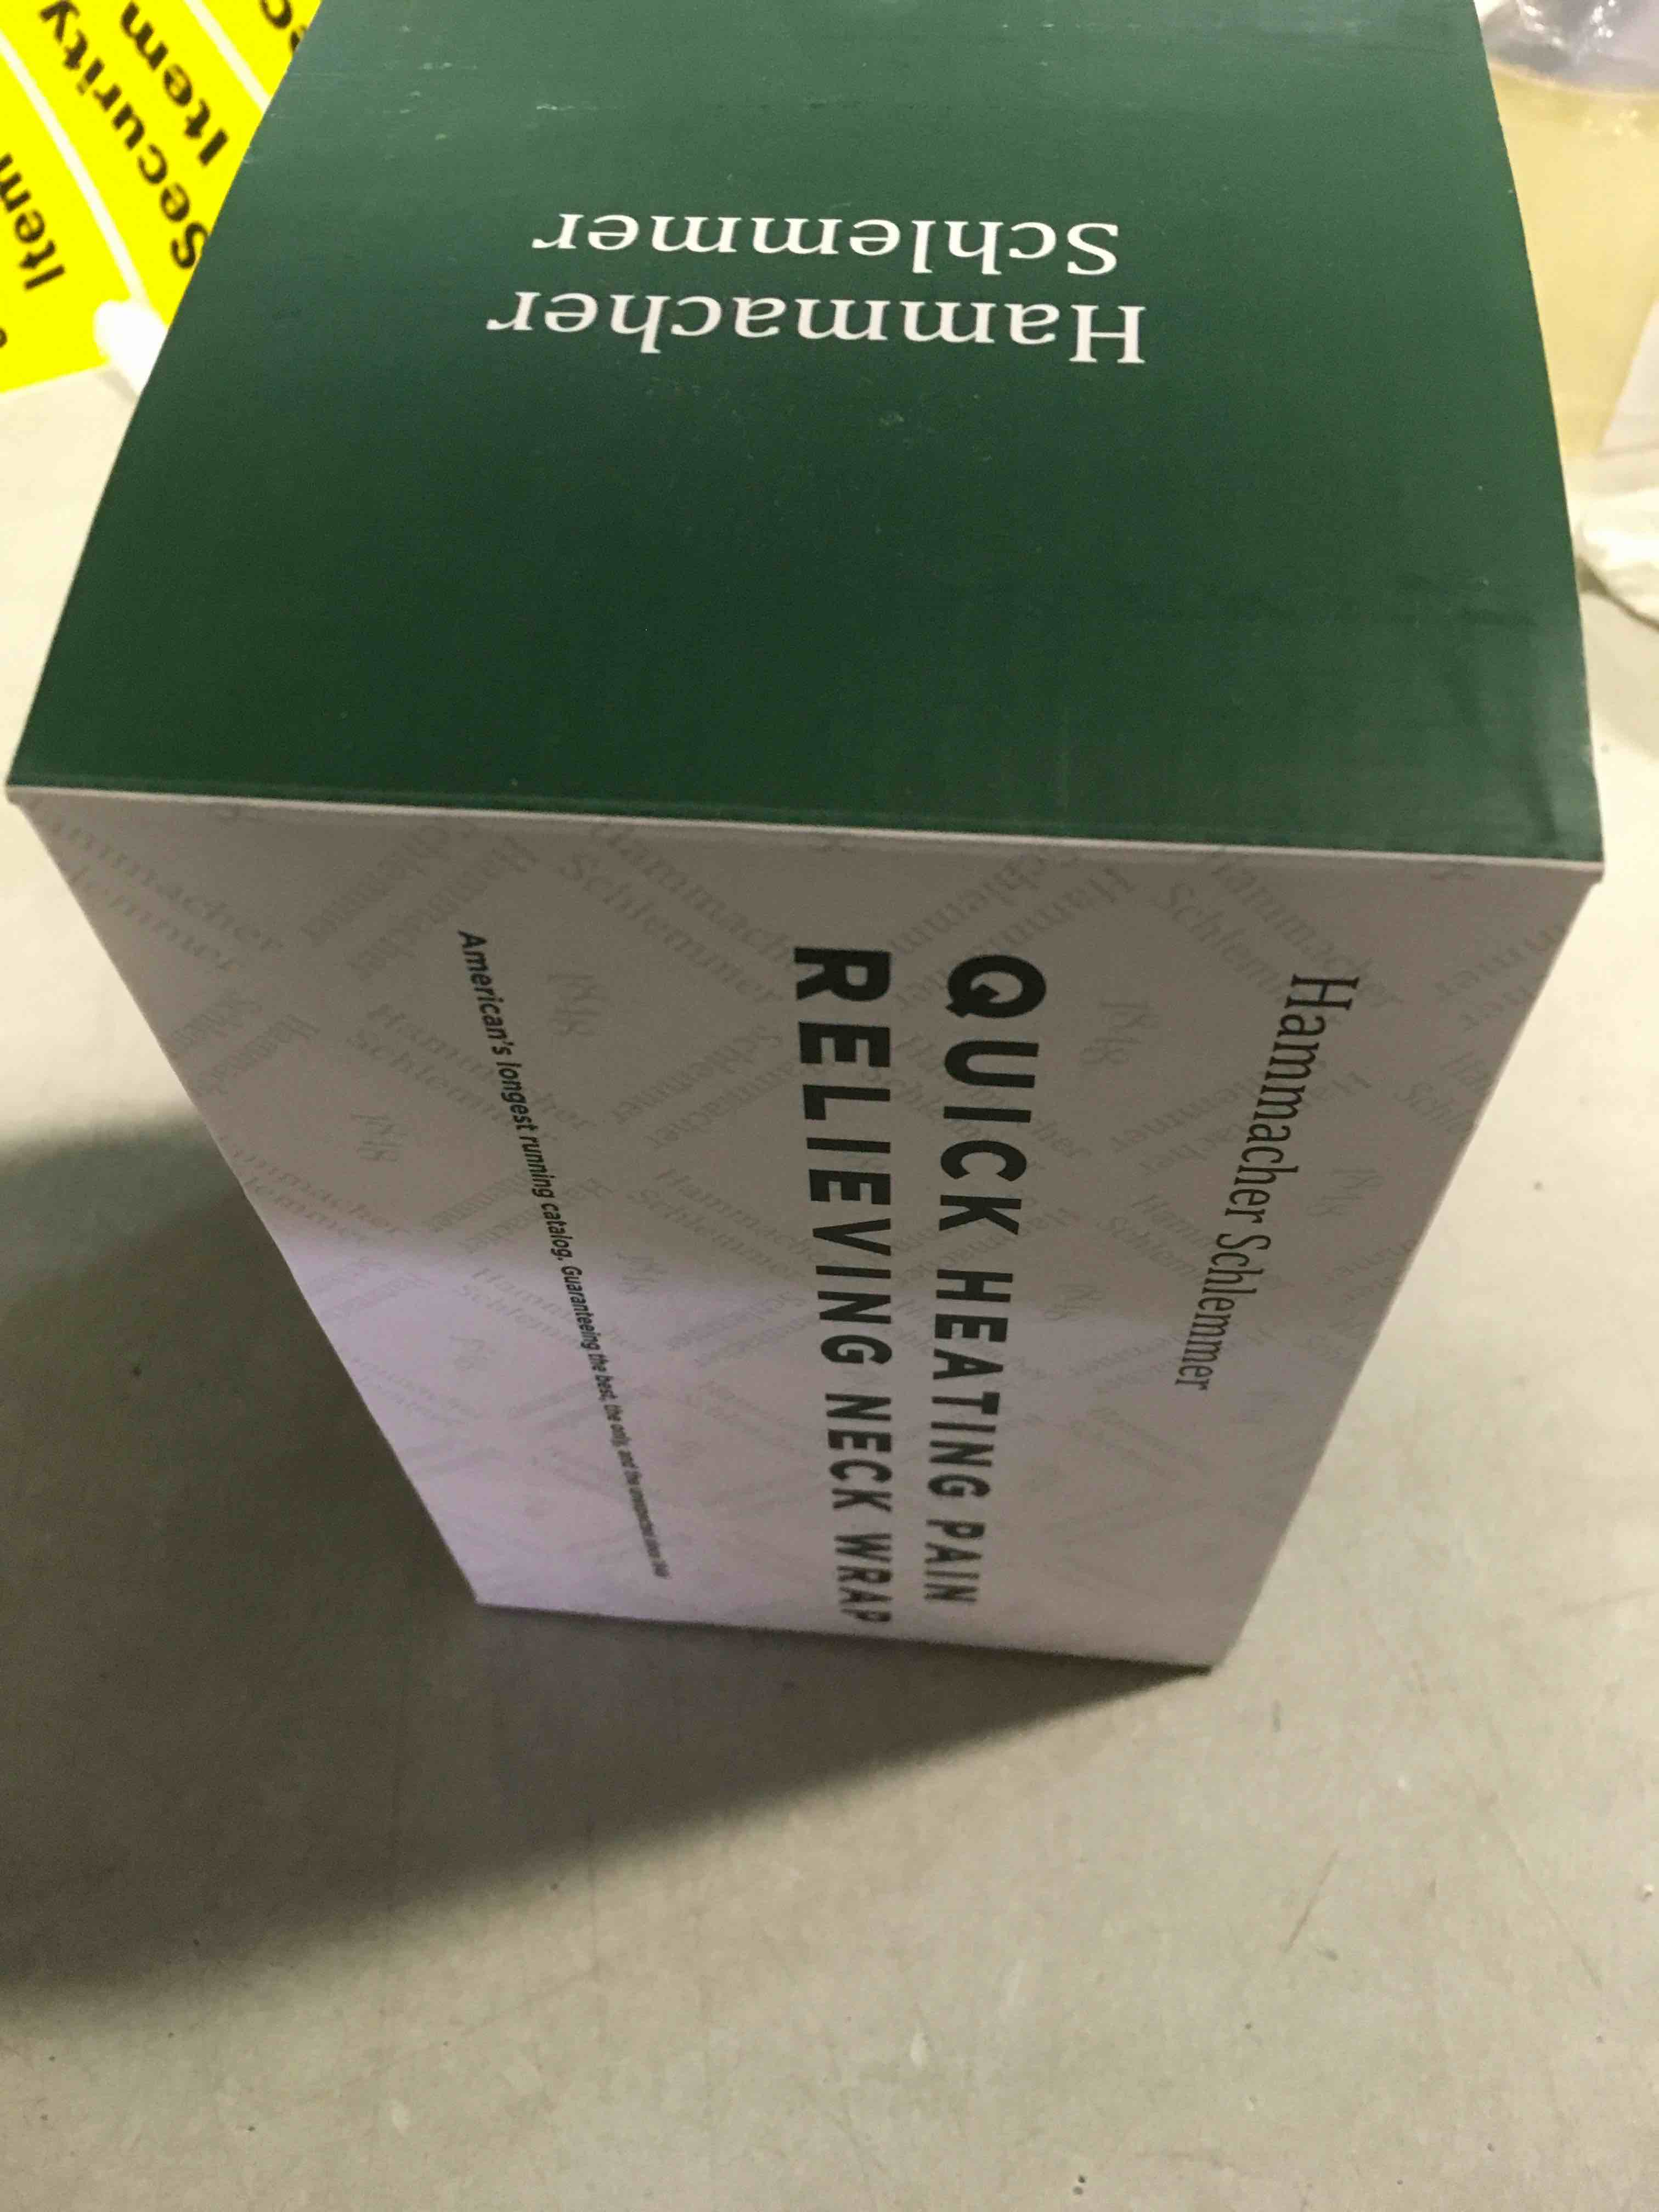 Hammacher
Schlemmer
Hammacher Schlemmer
QUICK HEATING PAIN
RELIEVING NECK WRAP
American's longest running catalog. Guaranteeing the best, the only, and the unexpected
Security
Item
Item